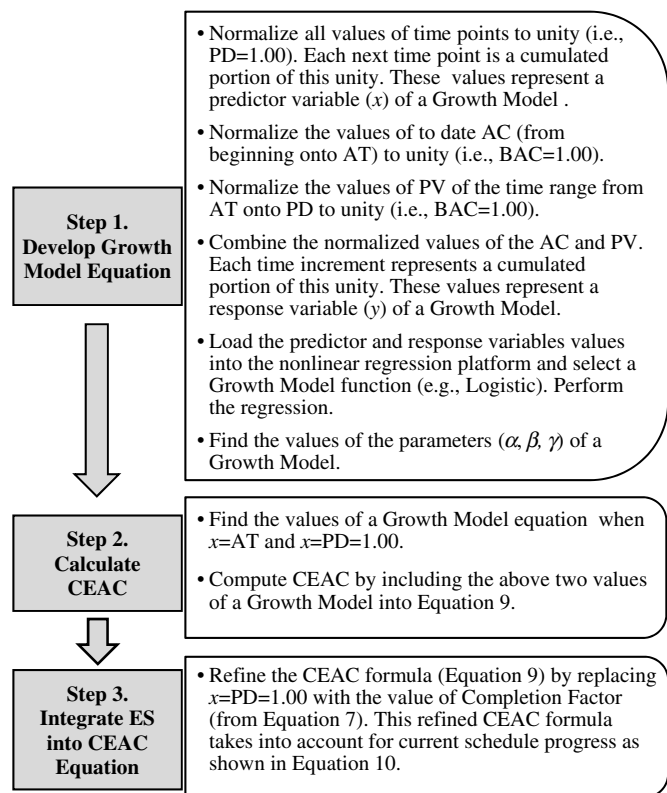 Step 1.
Develop Growth
Model Equation
• Normalize all values of time points to unity (i.e.,
PD=1.00). Each next time point is a cumulated
portion of this unity. These values represent a
predictor variable (x) of a Growth Model .
• Normalize the values of to date AC (from
beginning onto AT) to unity (i.e., BAC=1.00).
• Normalize the values of PV of the time range from
AT onto PD to unity (i.e., BAC=1.00).
• Combine the normalized values of the AC and PV.
Each time increment represents a cumulated
portion of this unity. These values represent a
response variable (y) of a Growth Model.
• Load the predictor and response variables values
into the nonlinear regression platform and select a
Growth Model function (e.g., Logistic). Perform
the regression.
• Find the values of the parameters (α, β, γ) of a
Growth Model.
Step 2.
Calculate
CEAC
• Find the values of a Growth Model equation when
x=AT and x=PD=1.00.
• Compute CEAC by including the above two values
of a Growth Model into Equation 9.
Step 3.
Integrate ES
into CEAC
Equation
• Refine the CEAC formula (Equation 9) by replacing
x=PD=1.00 with the value of Completion Factor
(from Equation 7). This refined CEAC formula
takes into account for current schedule progress as
shown in Equation 10.